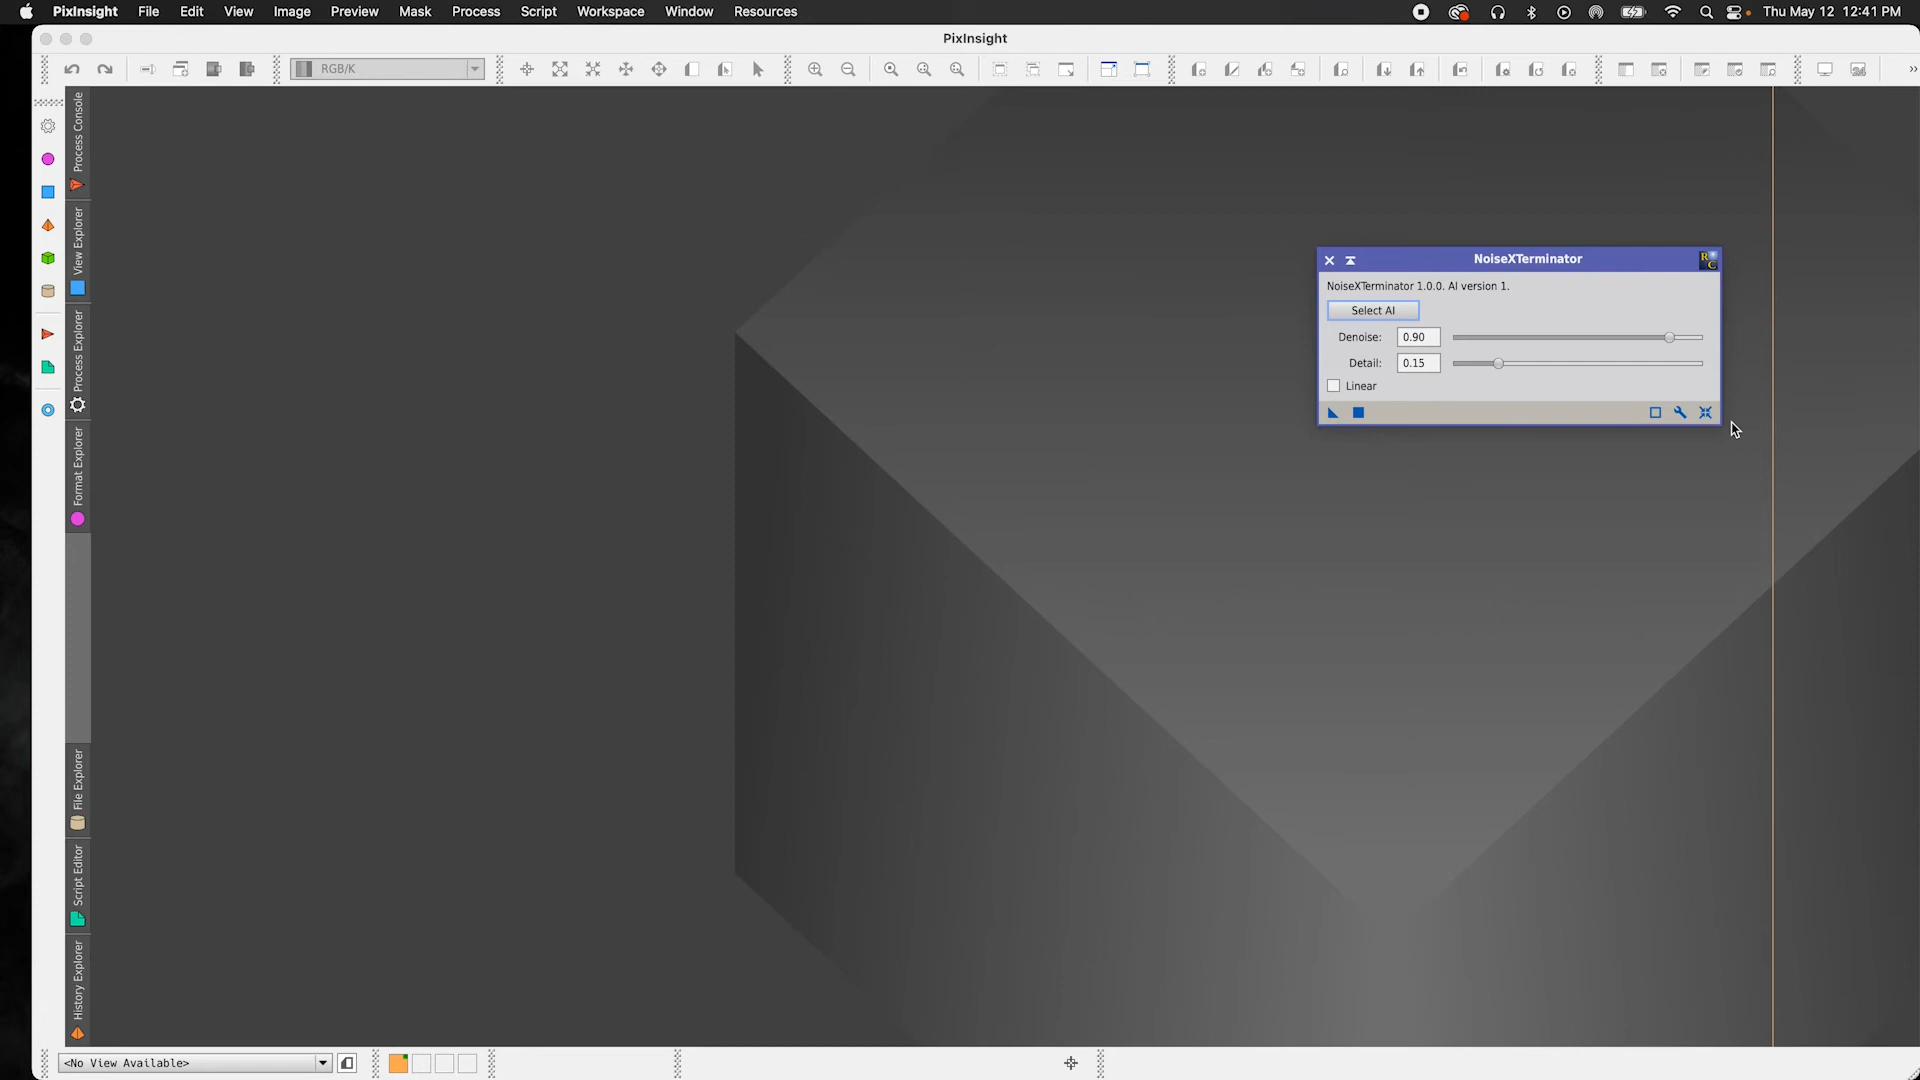 PixInsight File Edit View Image Preview Mask Process Script Workspace Window Resources Thu May 12 12:41 PM
PixInsight
RGB/K
Process Console
View Explorer
Process Explorer
Format Explorer
File Explorer
Script Editor
History Explorer
NoiseXTerminator
RC
NoiseXTerminator 1.0.0. AI version 1.
Select AI
Denoise: 0.90
Detail: 0.15
Linear
<No View Available>